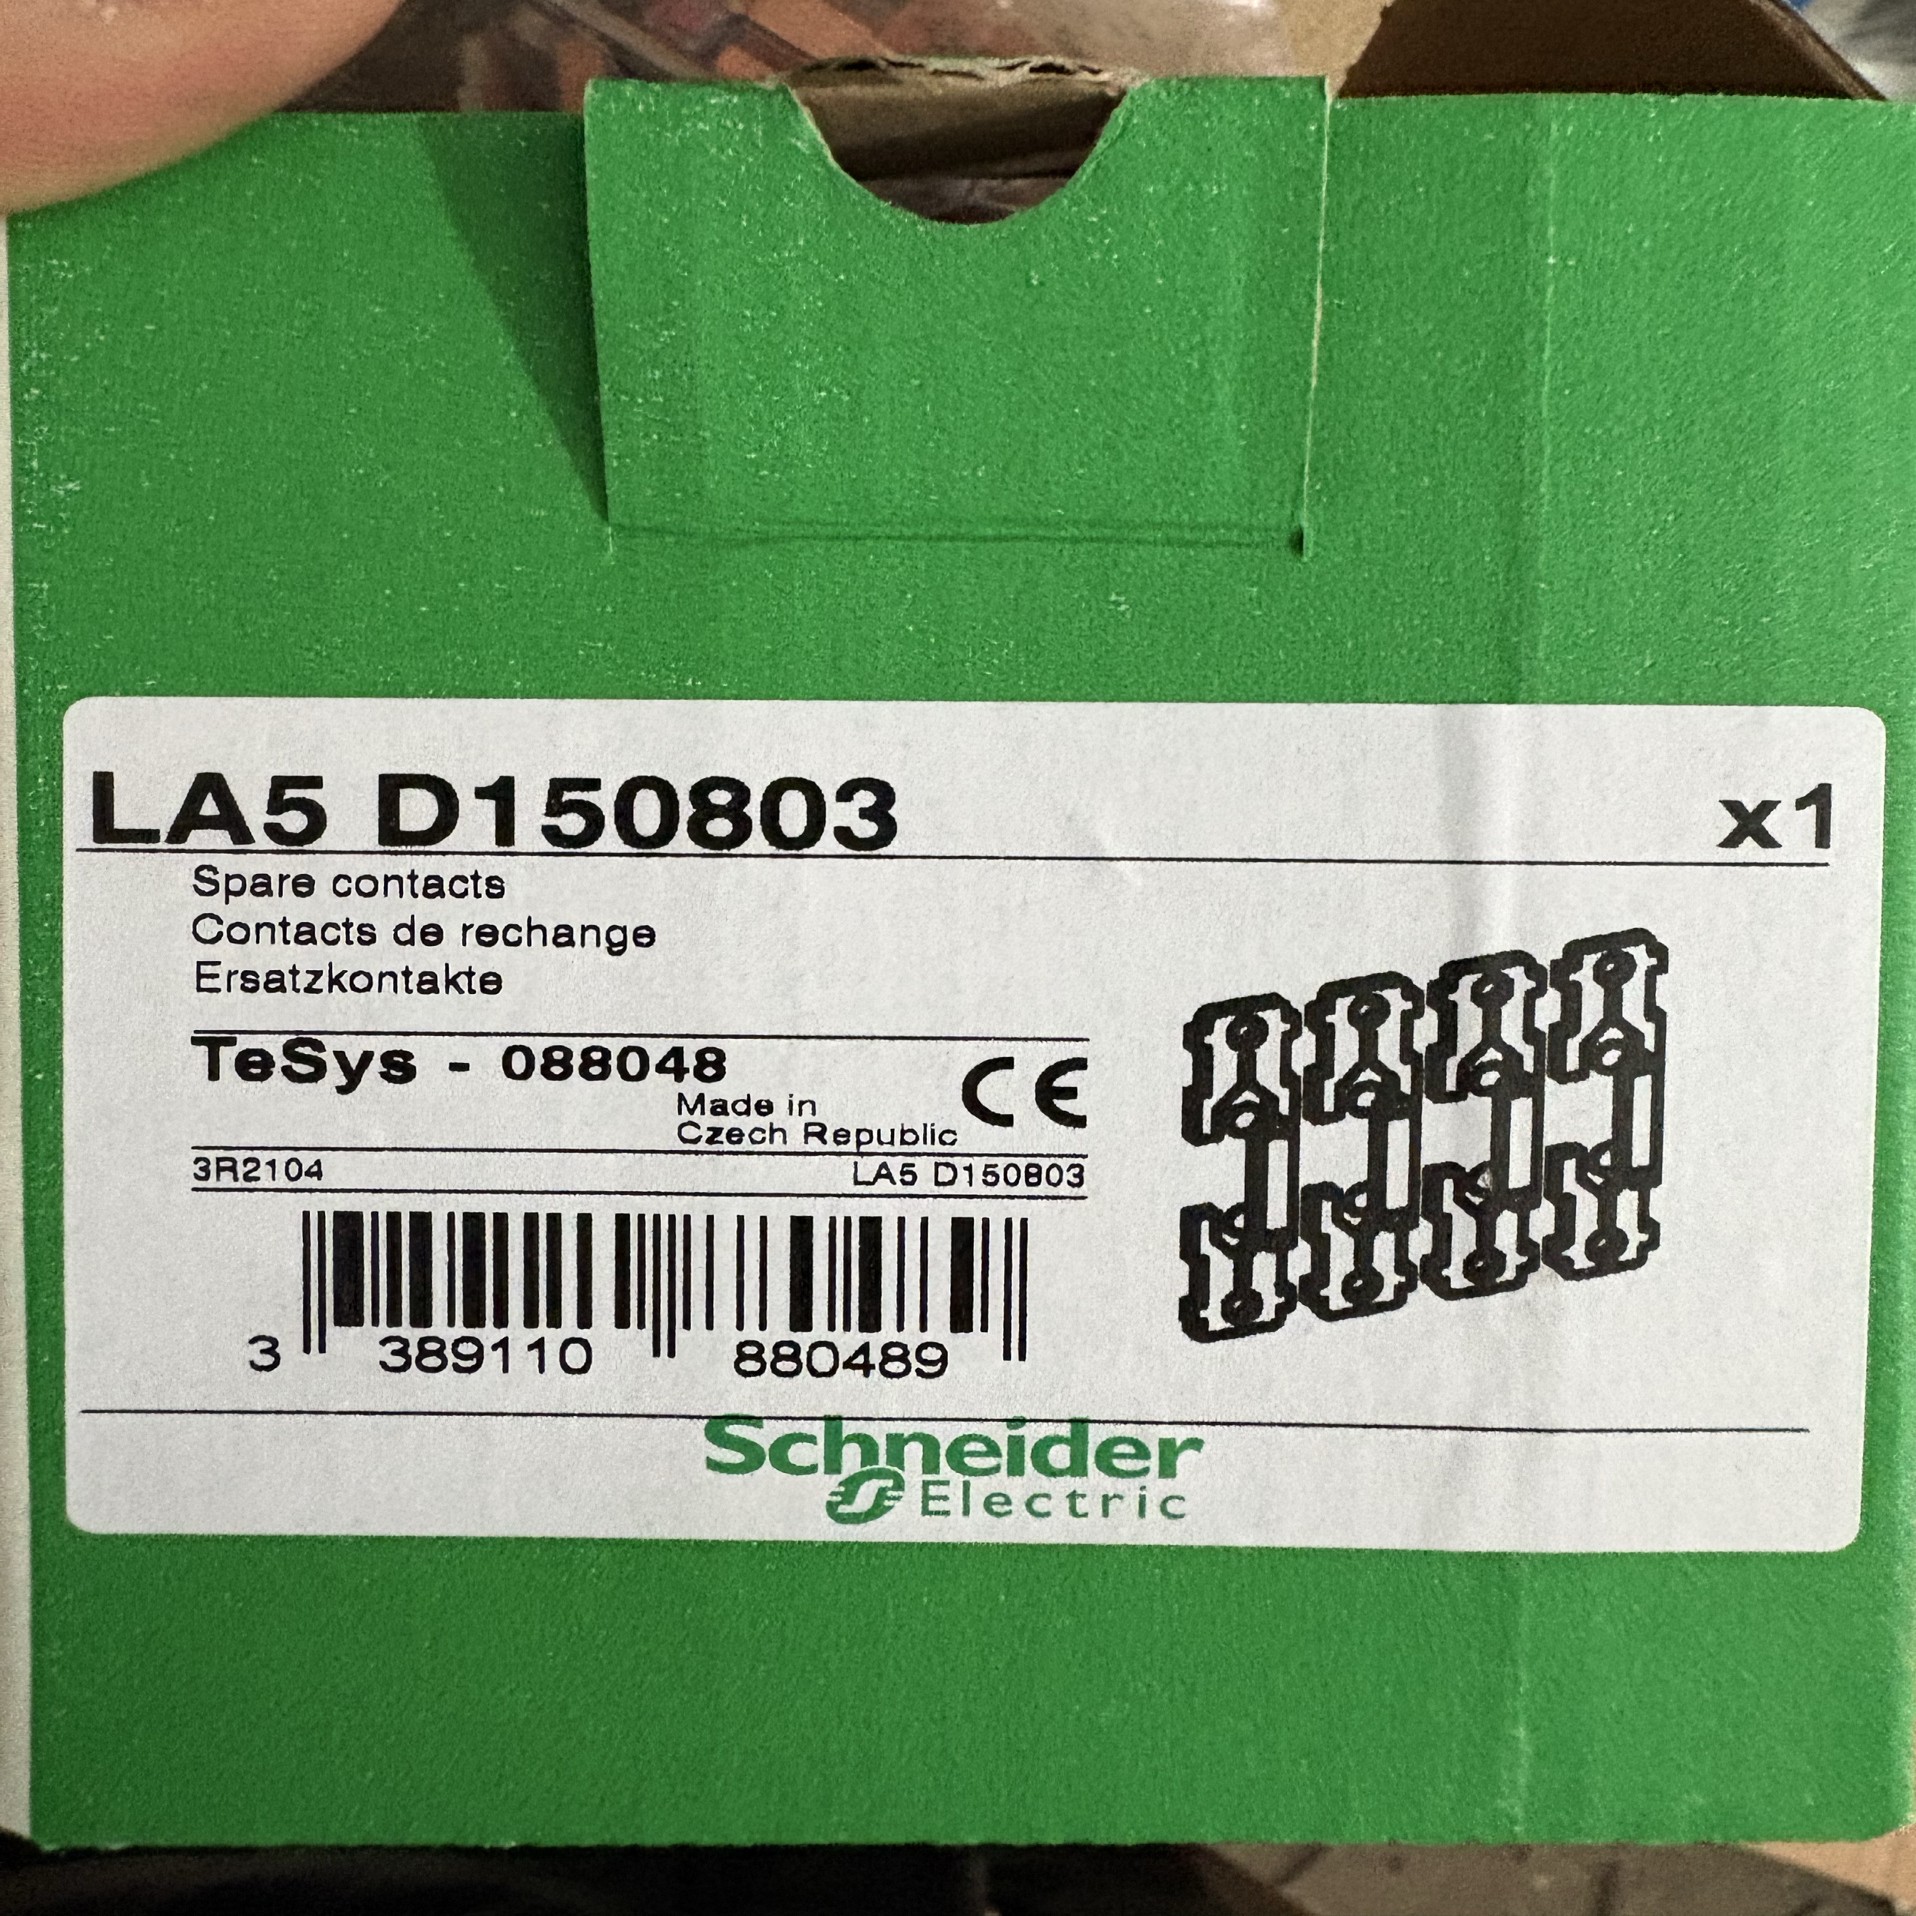 LA5 D150803 x1
Spare contacts
Contacts de rechange
Ersatzkontakte
TeSys - 088048
CE
Made in
Czech Republic
3R2104 LA5 D150803
3 389110 880489
Schneider
Electric